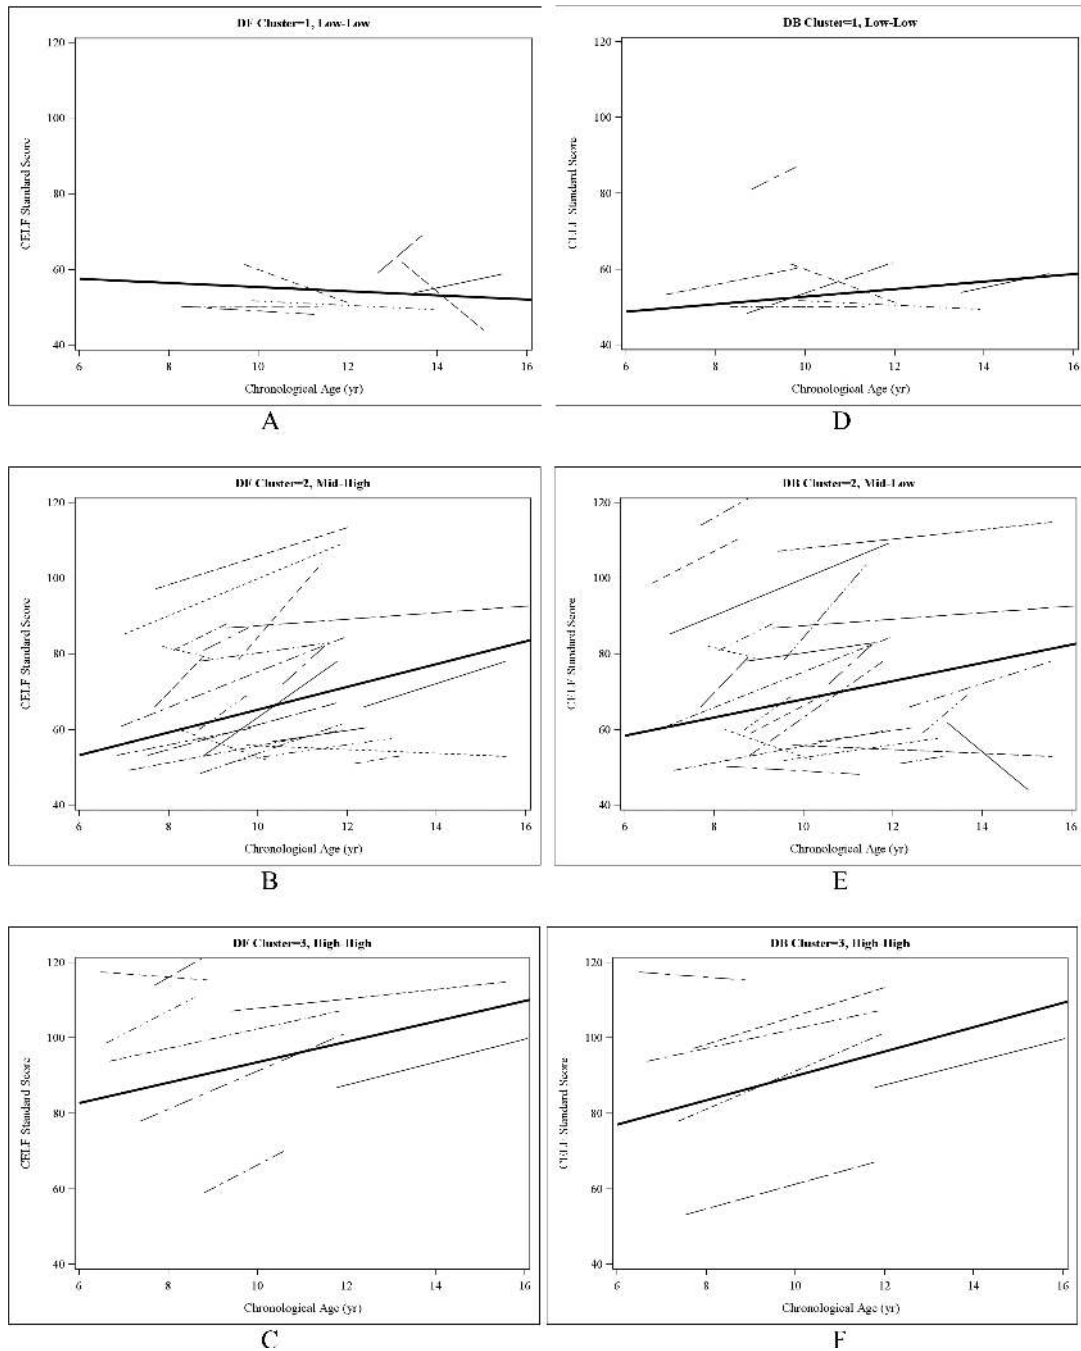 DF Cluster=1, Low-Low
120
100
80
60
40
CELF Standard Score
6 8 10 12 14 16
Chronological Age (yr)
A
DB Cluster=1, Low-Low
120
100
80
60
40
CELF Standard Score
6 8 10 12 14 16
Chronological Age (yr)
D
DF Cluster=2, Mid-High
120
100
80
60
40
CELF Standard Score
6 8 10 12 14 16
Chronological Age (yr)
B
DB Cluster=2, Mid-Low
120
100
80
60
40
CELF Standard Score
6 8 10 12 14 16
Chronological Age (yr)
E
DF Cluster=3, High-High
120
100
80
60
40
CELF Standard Score
6 8 10 12 14 16
Chronological Age (yr)
C
DB Cluster=3, High-High
120
100
80
60
40
CELF Standard Score
6 8 10 12 14 16
Chronological Age (yr)
F